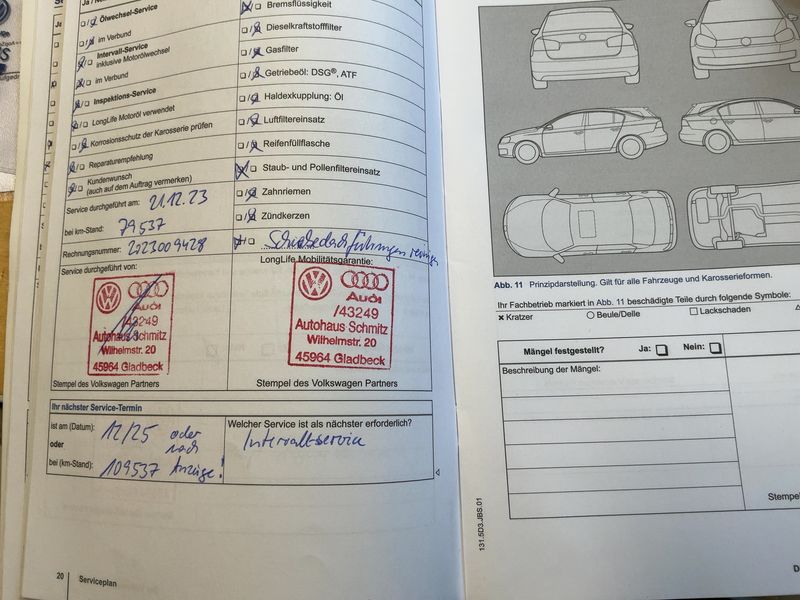 Ja / N
Ölwechsel-Service
im Verbund
Intervall-Service
inklusive Motorölwechsel
im Verbund
Inspektions-Service
LongLife Motoröl verwendet
Korrosionsschutz der Karosserie prüfen
Reparaturempfehlung
Kundenwunsch
(auch auf dem Auftrag vermerken)
Service durchgeführt am: 21.12.23
bei km-Stand: 79537
Rechnungsnummer: 2023009428
Service durchgeführt von:
Audi
/43249
Autohaus Schmitz
Wilhelmstr. 20
45964 Gladbeck
Stempel des Volkswagen Partners
Bremsflüssigkeit
Dieselkraftstofffilter
Gasfilter
Getriebeöl: DSG®, ATF
Haldexkupplung: Öl
Luftfiltereinsatz
Reifenfüllflasche
Staub- und Pollenfiltereinsatz
Zahnriemen
Zündkerzen
Schiebedach führungen reinigen
LongLife Mobilitätsgarantie:
Audi
/43249
Autohaus Schmitz
Wilhelmstr. 20
45964 Gladbeck
Stempel des Volkswagen Partners
Ihr nächster Service-Termin
ist am (Datum): 12/25 oder
oder nach
bei (km-Stand): 109537 Anzeige!
Welcher Service ist als nächster erforderlich?
Intervallservice
20 Serviceplan
Abb. 11 Prinzipdarstellung. Gilt für alle Fahrzeuge und Karosserieformen.
Ihr Fachbetrieb markiert in Abb. 11 beschädigte Teile durch folgende Symbole:
× Kratzer ○ Beule/Delle □ Lackschaden
Mängel festgestellt? Ja: □ Nein: □
Beschreibung der Mängel:
Stempe
131.5D3.JBS.01
D